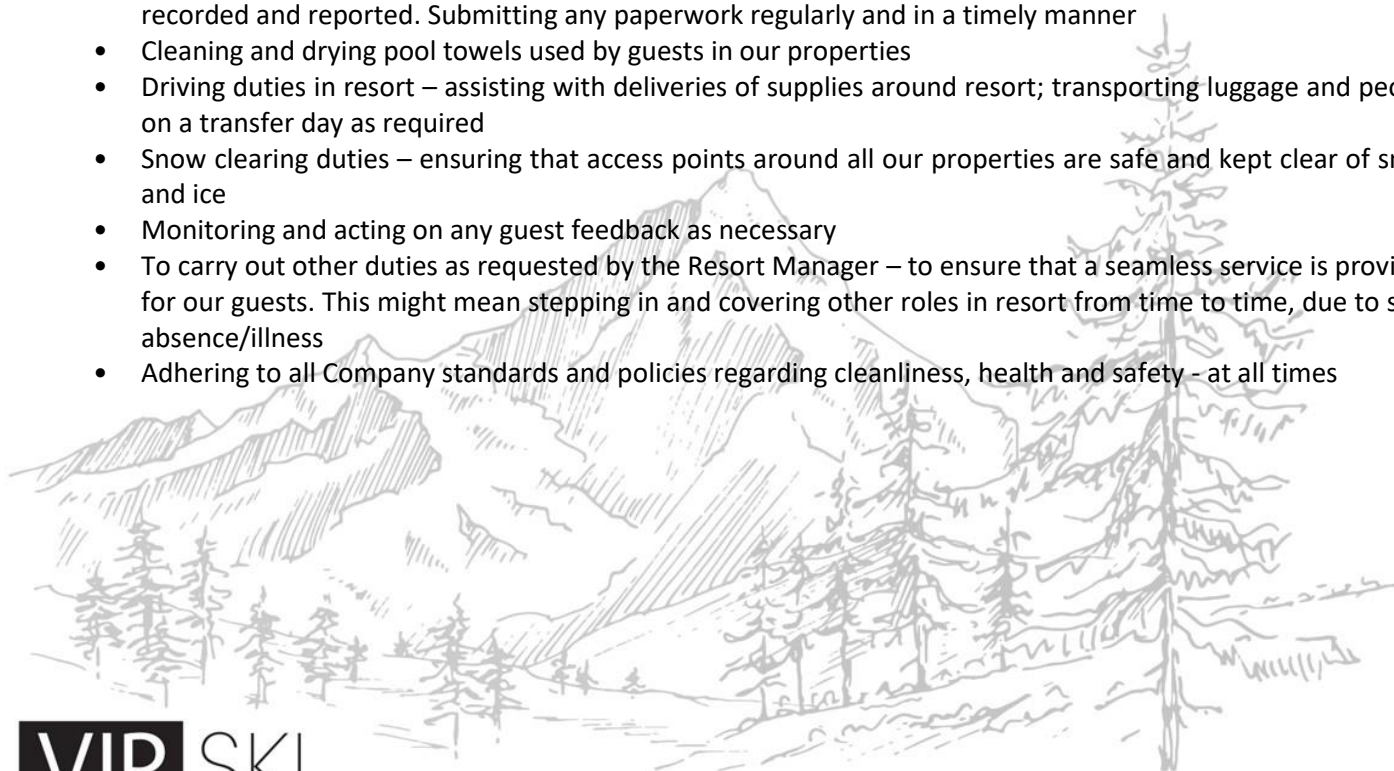 recorded and reported. Submitting any paperwork regularly and in a timely manner
• Cleaning and drying pool towels used by guests in our properties
• Driving duties in resort – assisting with deliveries of supplies around resort; transporting luggage and
on a transfer day as required
• Snow clearing duties – ensuring that access points around all our properties are safe and kept clear of
and ice
• Monitoring and acting on any guest feedback as necessary
• To carry out other duties as requested by the Resort Manager – to ensure that a seamless service is
for our guests. This might mean stepping in and covering other roles in resort from time to time, due to
absence/illness
• Adhering to all Company standards and policies regarding cleanliness, health and safety - at all times
VIP SKI